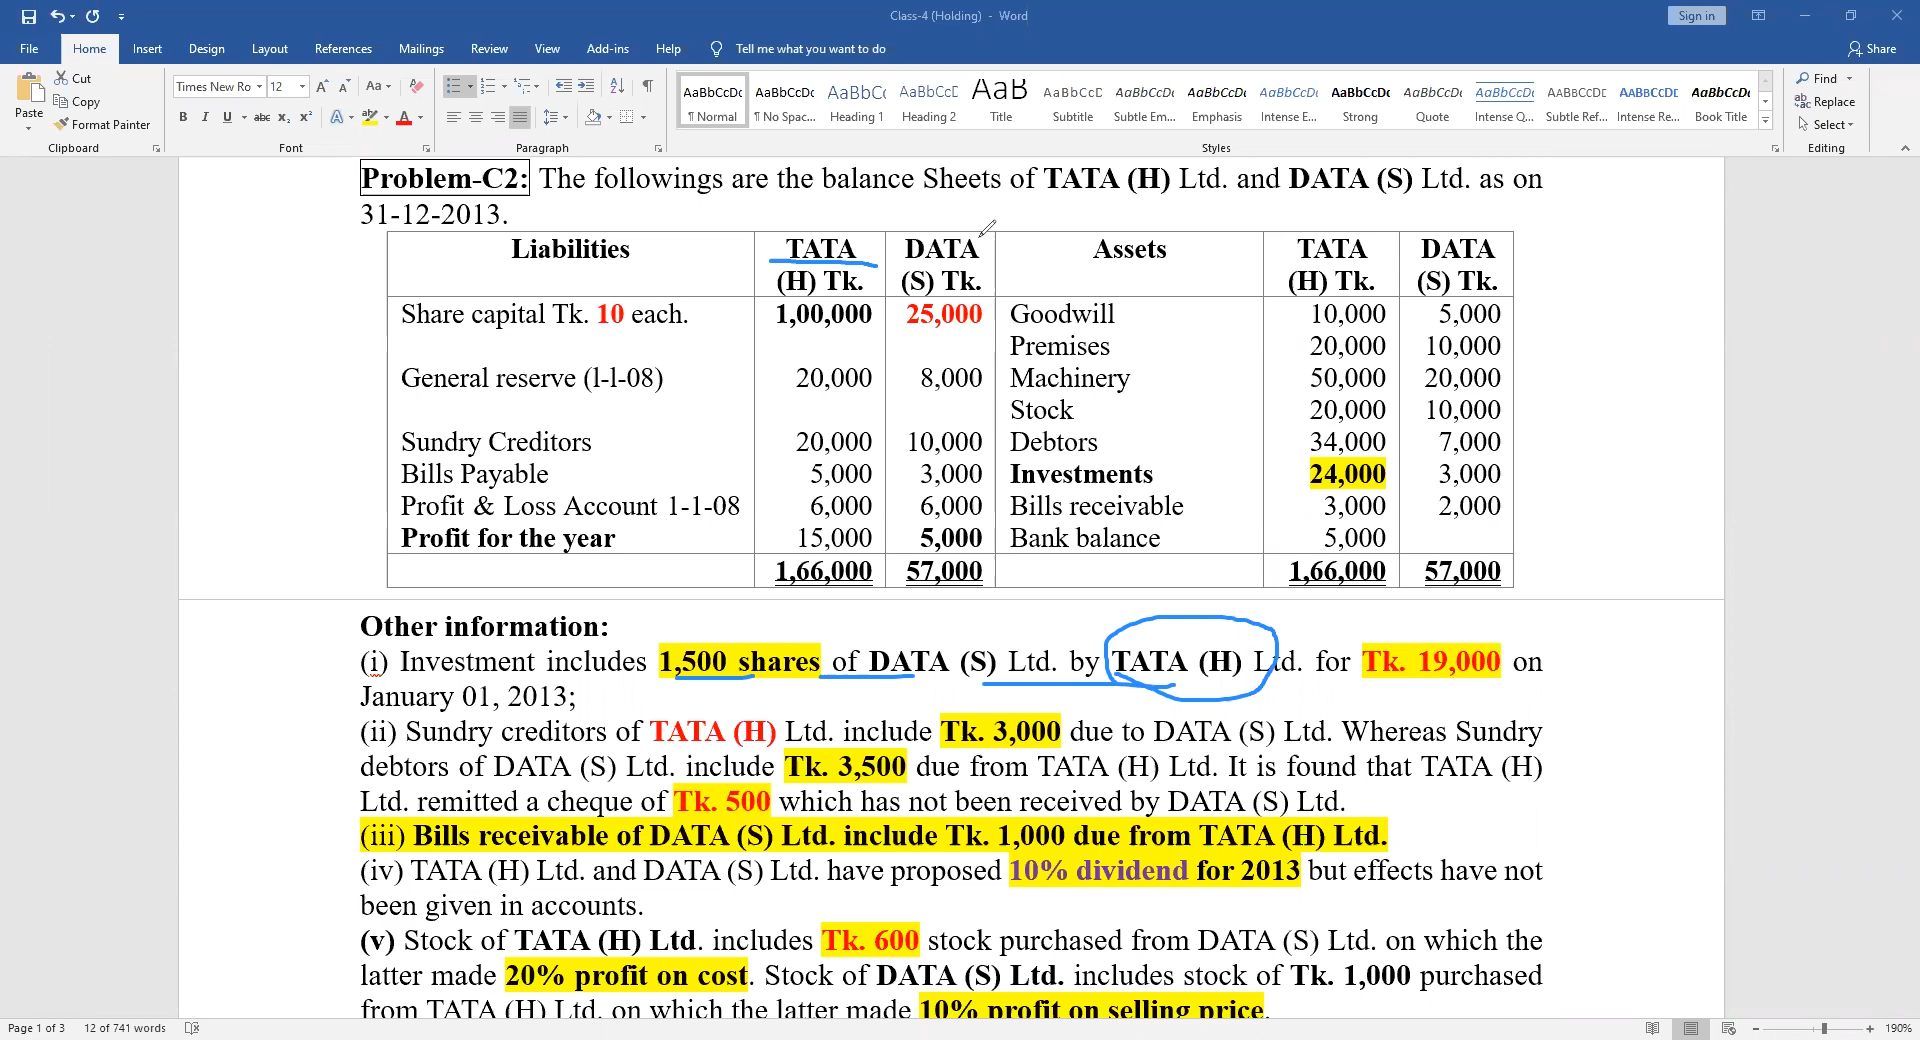 Class-4 (Holding) - Word
Sign in
File Home Insert Design Layout References Mailings Review View Add-ins Help Tell me what you want to do Share
Paste
Cut
Copy
Format Painter
Clipboard
Times New Ro 12
Font
Paragraph
AaBbCcDc AaBbCcDc AaBbCc AaBbCcD AaB AaBbCcD AaBbCcDc AaBbCcDc AaBbCcDc AaBbCcDc AaBbCcDc AaBbCcDc AABBCCDD AABBCCDD AaBbCcDc
¶ Normal ¶ No Spac... Heading 1 Heading 2 Title Subtitle Subtle Em... Emphasis Intense E... Strong Quote Intense Q... Subtle Ref... Intense Re... Book Title
Styles
Find
Replace
Select
Editing
Problem-C2: The followings are the balance Sheets of TATA (H) Ltd. and DATA (S) Ltd. as on
31-12-2013.
Liabilities TATA DATA Assets TATA DATA
(H) Tk. (S) Tk. (H) Tk. (S) Tk.
Share capital Tk. 10 each. 1,00,000 25,000 Goodwill 10,000 5,000
Premises 20,000 10,000
General reserve (l-l-08) 20,000 8,000 Machinery 50,000 20,000
Stock 20,000 10,000
Sundry Creditors 20,000 10,000 Debtors 34,000 7,000
Bills Payable 5,000 3,000 Investments 24,000 3,000
Profit & Loss Account 1-1-08 6,000 6,000 Bills receivable 3,000 2,000
Profit for the year 15,000 5,000 Bank balance 5,000
1,66,000 57,000 1,66,000 57,000
Other information:
(i) Investment includes 1,500 shares of DATA (S) Ltd. by TATA (H) Ltd. for Tk. 19,000 on
January 01, 2013;
(ii) Sundry creditors of TATA (H) Ltd. include Tk. 3,000 due to DATA (S) Ltd. Whereas Sundry
debtors of DATA (S) Ltd. include Tk. 3,500 due from TATA (H) Ltd. It is found that TATA (H)
Ltd. remitted a cheque of Tk. 500 which has not been received by DATA (S) Ltd.
(iii) Bills receivable of DATA (S) Ltd. include Tk. 1,000 due from TATA (H) Ltd.
(iv) TATA (H) Ltd. and DATA (S) Ltd. have proposed 10% dividend for 2013 but effects have not
been given in accounts.
(v) Stock of TATA (H) Ltd. includes Tk. 600 stock purchased from DATA (S) Ltd. on which the
latter made 20% profit on cost. Stock of DATA (S) Ltd. includes stock of Tk. 1,000 purchased
from TATA (H) Ltd. on which the latter made 10% profit on selling price.
Page 1 of 3 12 of 741 words 190%